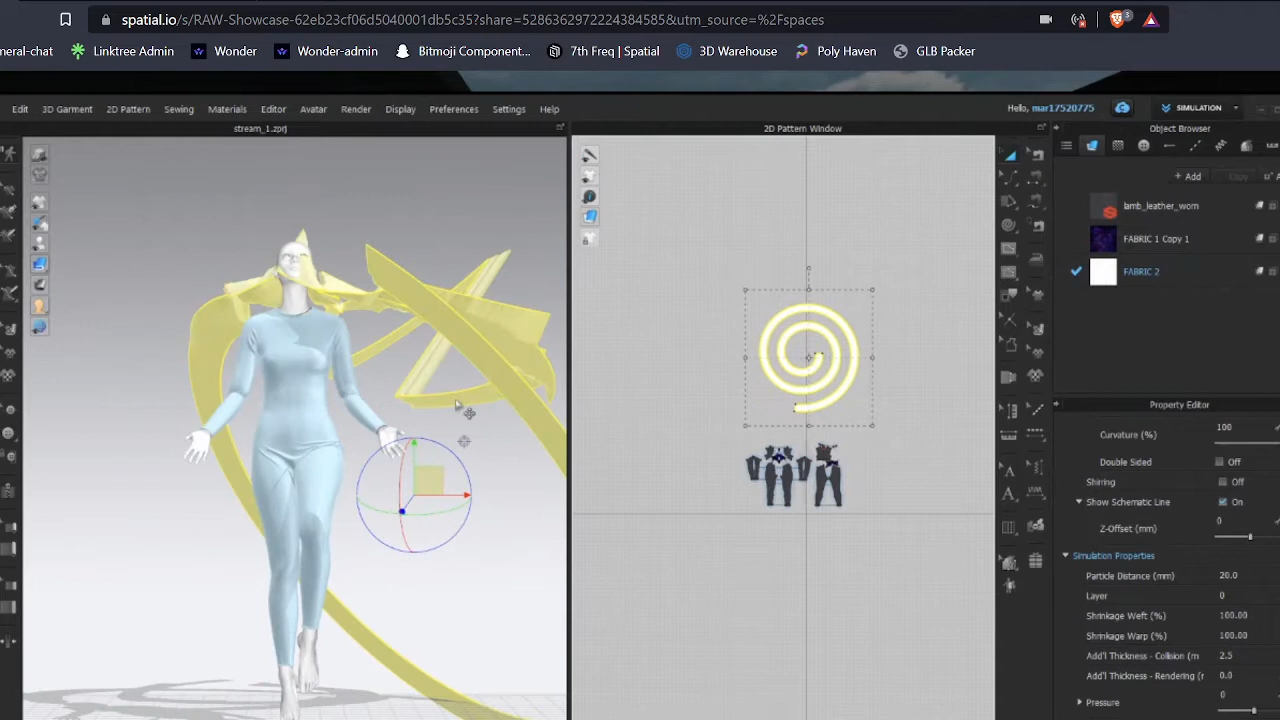 spatial.io/s/RAW-Showcase-62eb23cf06d5040001db5c35?share=5286362972224384585&utm_source=%2Fspaces
3
neral-chat Linktree Admin Wonder Wonder-admin Bitmoji Component... 7th Freq | Spatial 3D Warehouse Poly Haven GLB Packer
Edit 3D Garment 2D Pattern Sewing Materials Editor Avatar Render Display Preferences Settings Help Hello, mar17520775 SIMULATION
stream_1.zprj 2D Pattern Window Object Browser
+ Add Copy
lamb_leather_worn
FABRIC 1 Copy 1
FABRIC 2
Property Editor
Curvature (%) 100
Double Sided Off
Shirring Off
Show Schematic Line On
Z-Offset (mm) 0
Simulation Properties
Particle Distance (mm) 20.0
Layer 0
Shrinkage Weft (%) 100.00
Shrinkage Warp (%) 100.00
Add'l Thickness - Collision (m 2.5
Add'l Thickness - Rendering (r 0.0
Pressure 0